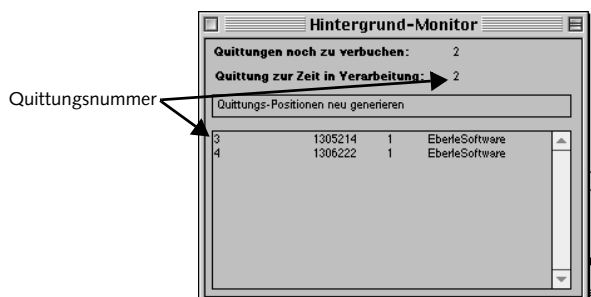 Hintergrund-Monitor
Quittungen noch zu verbuchen: 2
Quittung zur Zeit in Verarbeitung: 2
Quittungsnummer
Quittungs-Positionen neu generieren
3 1305214 1 EberleSoftware
4 1306222 1 EberleSoftware